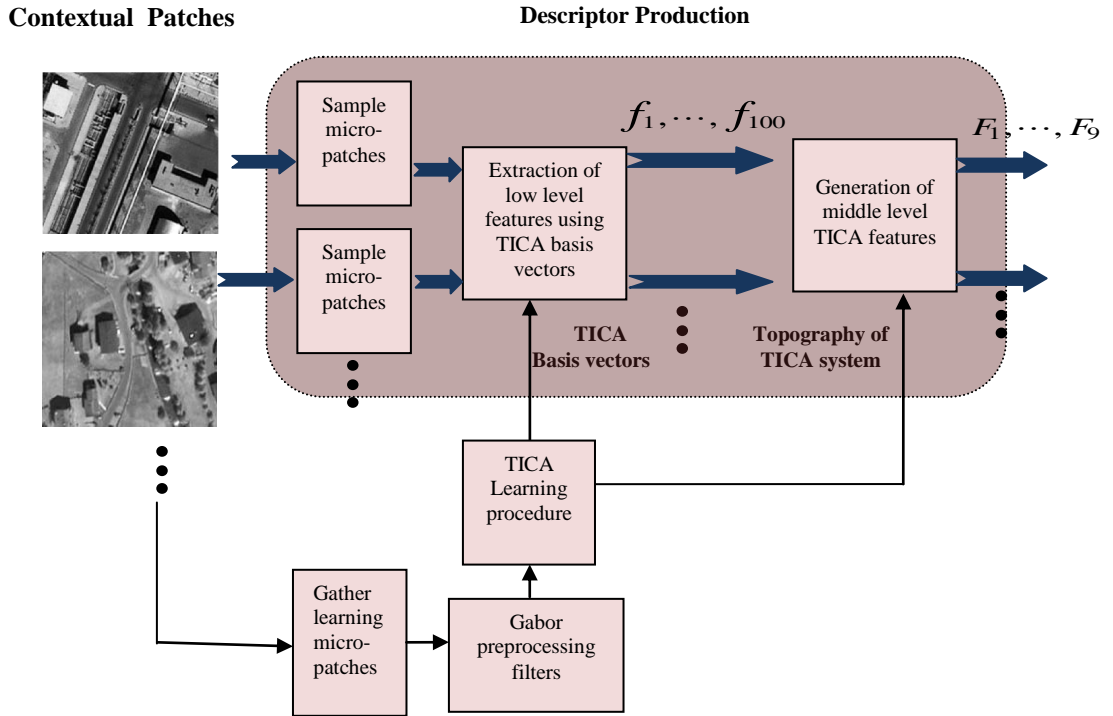 Contextual Patches
Descriptor Production
Sample
micro-
patches
Extraction of
low level
features using
TICA basis
vectors
f1, ⋯, f100
Generation of
middle level
TICA features
F1, ⋯, F9
Sample
micro-
patches
TICA
Basis vectors
Topography of
TICA system
TICA
Learning
procedure
Gather
learning
micro-
patches
Gabor
preprocessing
filters